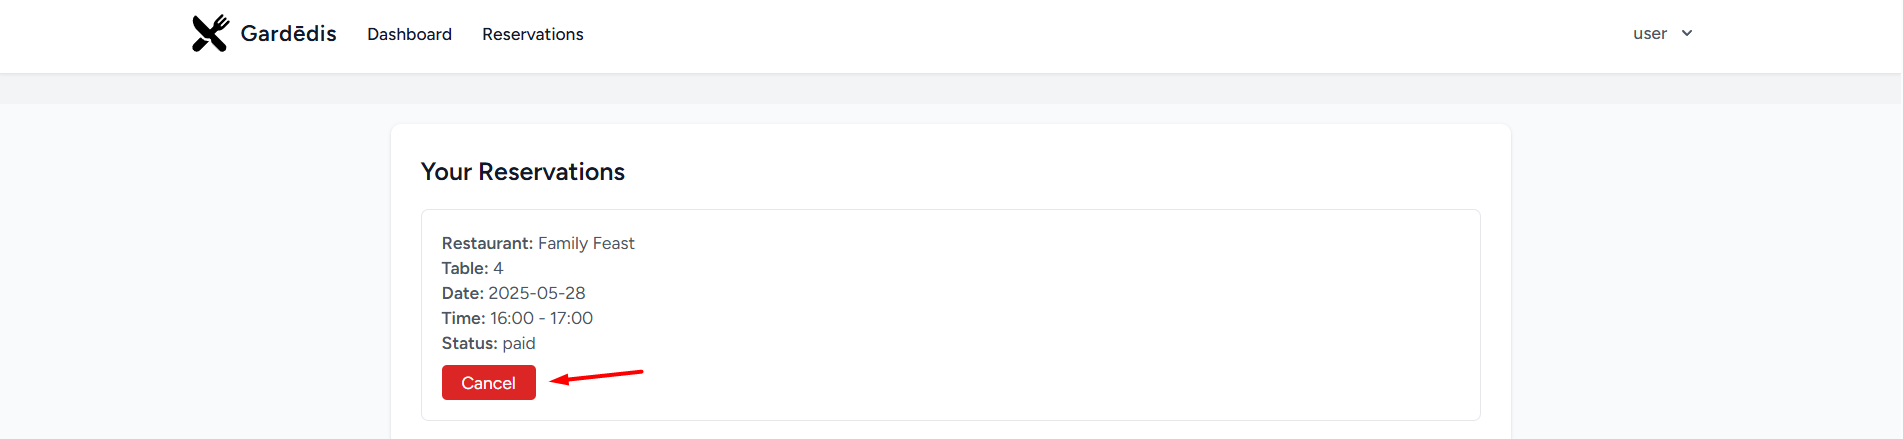 Gardēdis Dashboard Reservations user
Your Reservations
Restaurant: Family Feast
Table: 4
Date: 2025-05-28
Time: 16:00 - 17:00
Status: paid
Cancel